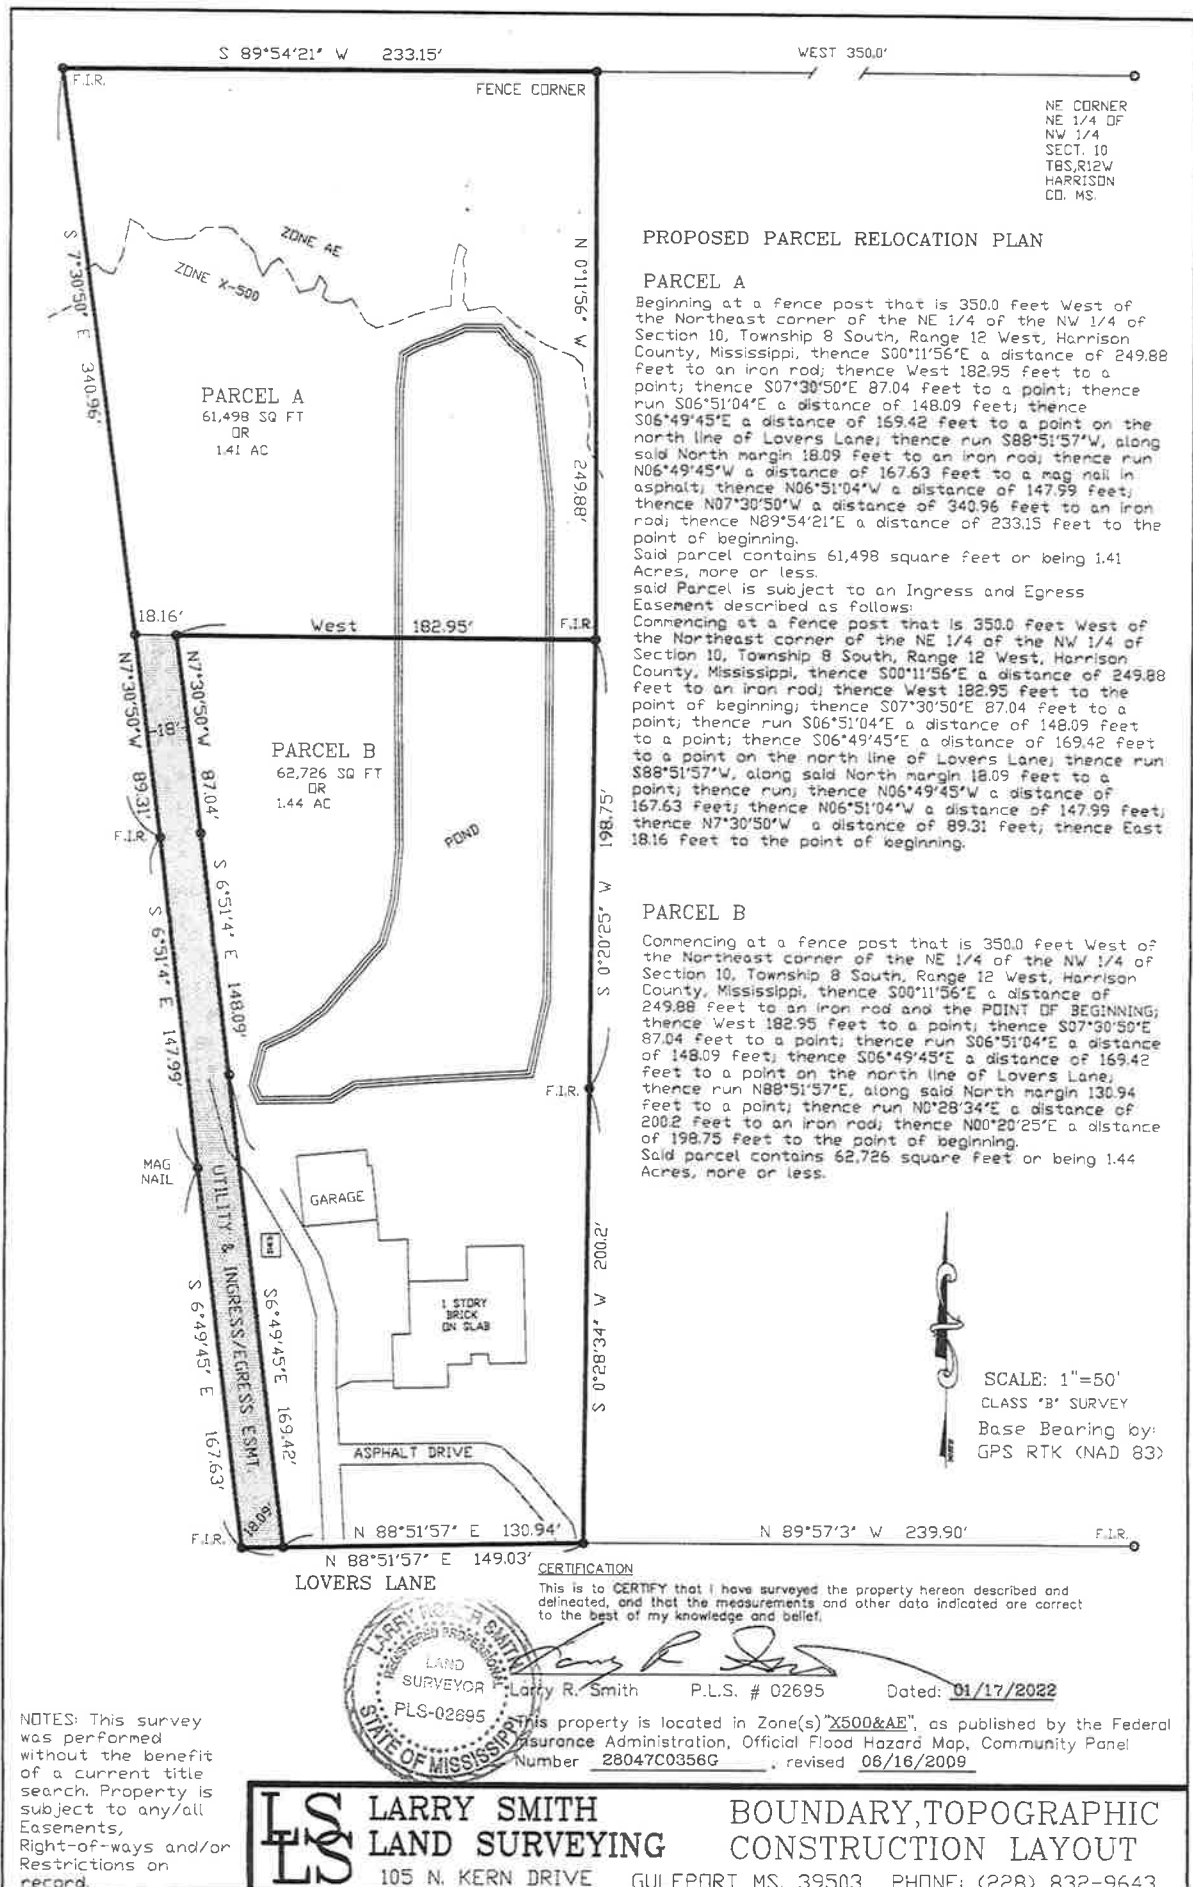 S 89°54'21" W 233.15'
WEST 350.0'
F.I.R.
FENCE CORNER
NE CORNER
NE 1/4 OF
NW 1/4
SECT. 10
T8S,R12W
HARRISON
CO. MS.
S 7°30'50" E 340.96'
ZONE AE
ZONE X-500
N 0°11'56" W 249.88'
PARCEL A
61,498 SQ FT
OR
1.41 AC
PROPOSED PARCEL RELOCATION PLAN
PARCEL A
Beginning at a fence post that is 350.0 feet West of
the Northeast corner of the NE 1/4 of the NW 1/4 of
Section 10, Township 8 South, Range 12 West, Harrison
County, Mississippi, thence S00°11'56"E a distance of 249.88
feet to an iron rod; thence West 182.95 feet to a
point; thence S07°30'50"E 87.04 feet to a point; thence
run S06°51'04"E a distance of 148.09 feet; thence
S06°49'45"E a distance of 169.42 feet to a point on the
north line of Lovers Lane; thence run S88°51'57"W, along
said North margin 18.09 feet to an iron rod; thence run
N06°49'45"W a distance of 167.63 feet to a mag nail in
asphalt; thence N06°51'04"W a distance of 147.99 feet;
thence N07°30'50"W a distance of 340.96 feet to an iron
rod; thence N89°54'21"E a distance of 233.15 feet to the
point of beginning.
Said parcel contains 61,498 square feet or being 1.41
Acres, more or less.
said Parcel is subject to an Ingress and Egress
Easement described as follows:
Commencing at a fence post that is 350.0 feet West of
the Northeast corner of the NE 1/4 of the NW 1/4 of
Section 10, Township 8 South, Range 12 West, Harrison
County, Mississippi, thence S00°11'56"E a distance of 249.88
feet to an iron rod; thence West 182.95 feet to the
point of beginning; thence S07°30'50"E 87.04 feet to a
point; thence run S06°51'04"E a distance of 148.09 feet
to a point; thence S06°49'45"E a distance of 169.42 feet
to a point on the north line of Lovers Lane; thence run
S88°51'57"W, along said North margin 18.09 feet to a
point; thence run; thence N06°49'45"W a distance of
167.63 feet; thence N06°51'04"W a distance of 147.99 feet;
thence N7°30'50"W a distance of 89.31 feet; thence East
18.16 feet to the point of beginning.
18.16'
West 182.95'
F.I.R.
N7°30'50"W 89.31'
18'
N7°30'50"W 87.04'
PARCEL B
62,726 SQ FT
OR
1.44 AC
POND
S 0°20'25" W 198.75'
F.I.R.
S 6°51'4" E 147.99'
S 6°51'4" E 148.09'
F.I.R.
PARCEL B
Commencing at a fence post that is 350.0 feet West of
the Northeast corner of the NE 1/4 of the NW 1/4 of
Section 10, Township 8 South, Range 12 West, Harrison
County, Mississippi, thence S00°11'56"E a distance of
249.88 feet to an iron rod and the POINT OF BEGINNING;
thence West 182.95 feet to a point; thence S07°30'50"E
87.04 feet to a point; thence run S06°51'04"E a distance
of 148.09 feet; thence S06°49'45"E a distance of 169.42
feet to a point on the north line of Lovers Lane;
thence run N88°51'57"E, along said North margin 130.94
feet to a point; thence run N0°28'34"E a distance of
200.2 feet to an iron rod; thence N00°20'25"E a distance
of 198.75 feet to the point of beginning.
Said parcel contains 62,726 square feet or being 1.44
Acres, more or less.
MAG
NAIL
UTILITY & INGRESS/EGRESS ESMT.
GARAGE
1 STORY
BRICK
ON SLAB
S 0°28'34" W 200.2'
S 6°49'45" E 167.63'
S6°49'45"E 169.42'
ASPHALT DRIVE
SCALE: 1"=50'
CLASS "B" SURVEY
Base Bearing by:
GPS RTK (NAD 83)
F.I.R.
18.09'
N 88°51'57" E 130.94'
N 89°57'3" W 239.90'
F.I.R.
N 88°51'57" E 149.03'
LOVERS LANE
CERTIFICATION
This is to CERTIFY that I have surveyed the property hereon described and
delineated, and that the measurements and other data indicated are correct
to the best of my knowledge and belief.
LARRY ROGER SMITH
REGISTERED PROFESSIONAL
LAND
SURVEYOR
PLS-02695
STATE OF MISSISSIPPI
Larry R. Smith P.L.S. # 02695 Dated: 01/17/2022
This property is located in Zone(s) "X500&AE", as published by the Federal
Insurance Administration, Official Flood Hazard Map, Community Panel
Number 28047C0356G, revised 06/16/2009
NOTES: This survey
was performed
without the benefit
of a current title
search. Property is
subject to any/all
Easements,
Right-of-ways and/or
Restrictions on
record.
LS
LS
LARRY SMITH
LAND SURVEYING
BOUNDARY,TOPOGRAPHIC
CONSTRUCTION LAYOUT
105 N. KERN DRIVE GULFPORT MS. 39503 PHONE: (228) 832-9643